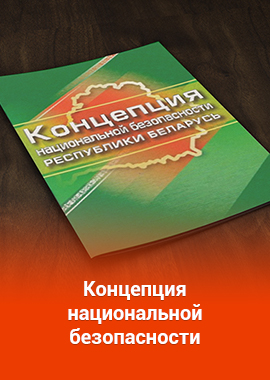 Концепция
национальной безопасности
РЕСПУБЛИКИ БЕЛАРУСЬ
Концепция
национальной
безопасности